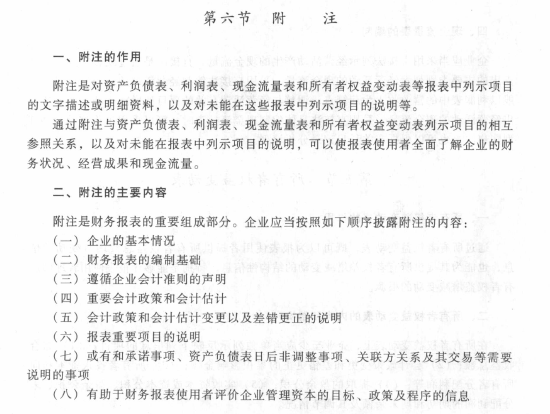 第六节 附 注
一、附注的作用
附注是对资产负债表、利润表、现金流量表和所有者权益变动表等报表中列示项目
的文字描述或明细资料，以及对未能在这些报表中列示项目的说明等。
通过附注与资产负债表、利润表、现金流量表和所有者权益变动表列示项目的相互
参照关系，以及对未能在报表中列示项目的说明，可以使报表使用者全面了解企业的财
务状况、经营成果和现金流量。
二、附注的主要内容
附注是财务报表的重要组成部分。企业应当按照如下顺序披露附注的内容：
（一）企业的基本情况
（二）财务报表的编制基础
（三）遵循企业会计准则的声明
（四）重要会计政策和会计估计
（五）会计政策和会计估计变更以及差错更正的说明
（六）报表重要项目的说明
（七）或有和承诺事项、资产负债表日后非调整事项、关联方关系及其交易等需要
说明的事项
（八）有助于财务报表使用者评价企业管理资本的目标、政策及程序的信息